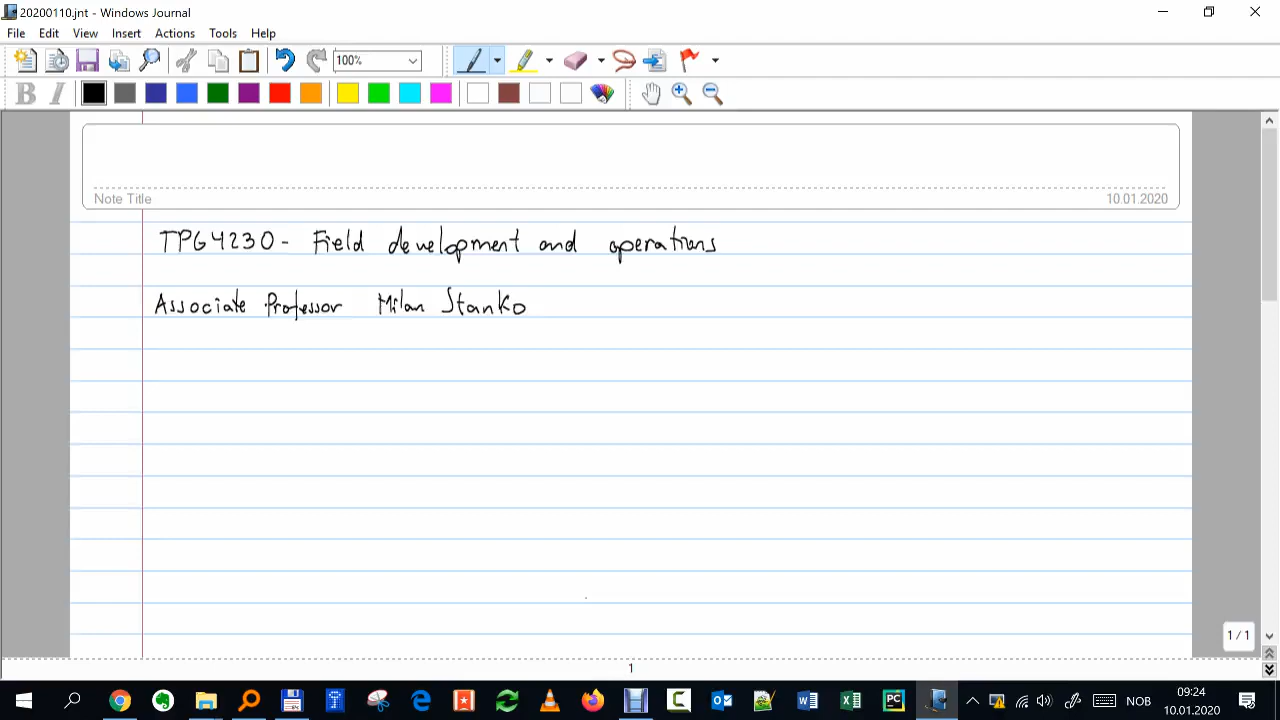 20200110.jnt - Windows Journal
File Edit View Insert Actions Tools Help
100%
B I
Note Title 10.01.2020
TPG4230 - Field development and operations
Associate Professor Milan Stanko
1 / 1
1
NOB
09:24
10.01.2020